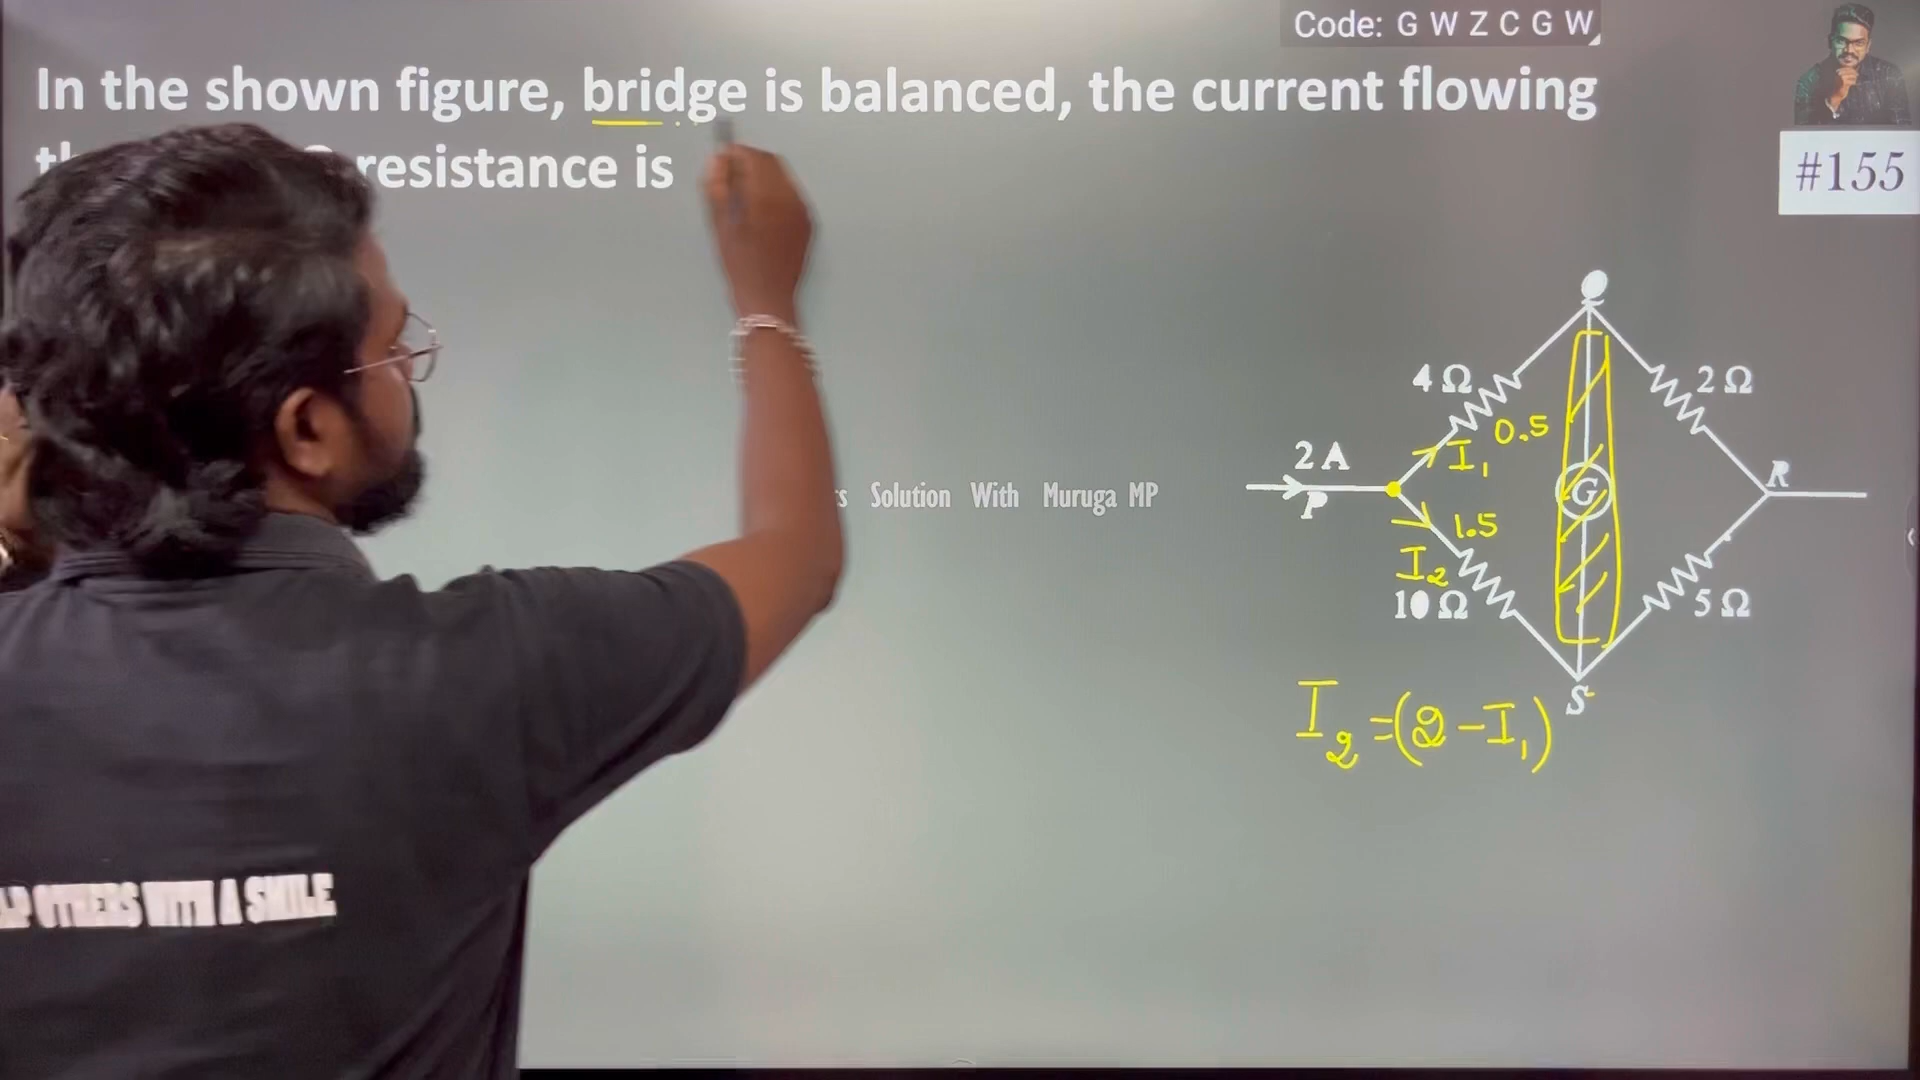 Code: G W Z C G W
In the shown figure, bridge is balanced, the current flowing
resistance is
#155
4 Ω
2 Ω
0.5
I₁
2 A
P
G
R
Solution With Muruga MP
1.5
I₂
10 Ω
5 Ω
S
I₂ =(2 - I₁)
OTHERS WITH A SMILE